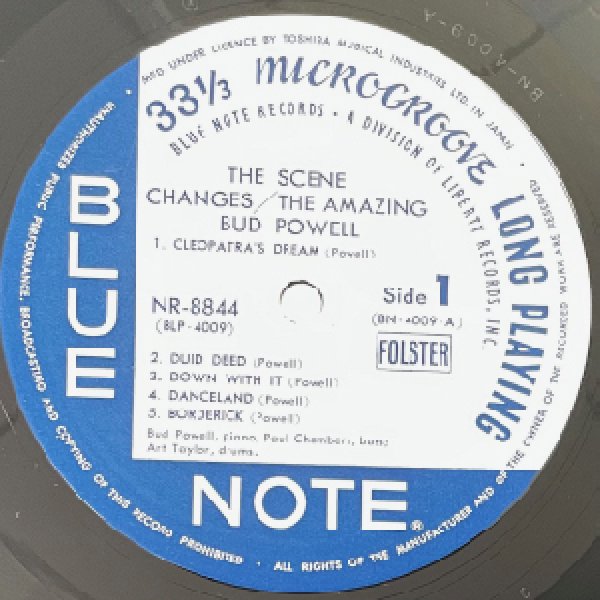 MFD UNDER LICENCE BY TOSHIBA MUSICAL INDUSTRIES LTD. IN JAPAN
33 1/3 MICROGROOVE LONG PLAYING
BLUE NOTE RECORDS • A DIVISION OF LIBERTY RECORDS, INC.
THE SCENE
CHANGES/THE AMAZING
BUD POWELL
1. CLEOPATRA'S DREAM (Powell)
NR-8844
(BLP-4009)
Side 1
(BN-4009-A)
FOLSTER
2. DUID DEED (Powell)
3. DOWN WITH IT (Powell)
4. DANCELAND (Powell)
5. BORDERICK (Powell)
Bud Powell, piano, Paul Chambers, bass;
Art Taylor, drums.
BLUE
NOTE®
UNAUTHORIZED PUBLIC PERFORMANCE, BROADCASTING AND COPYING OF THIS RECORD PROHIBITED • ALL RIGHTS OF THE MANUFACTURER AND OF THE OWNER OF THE RECORDED WORK ARE RESERVED
BN-4009-A